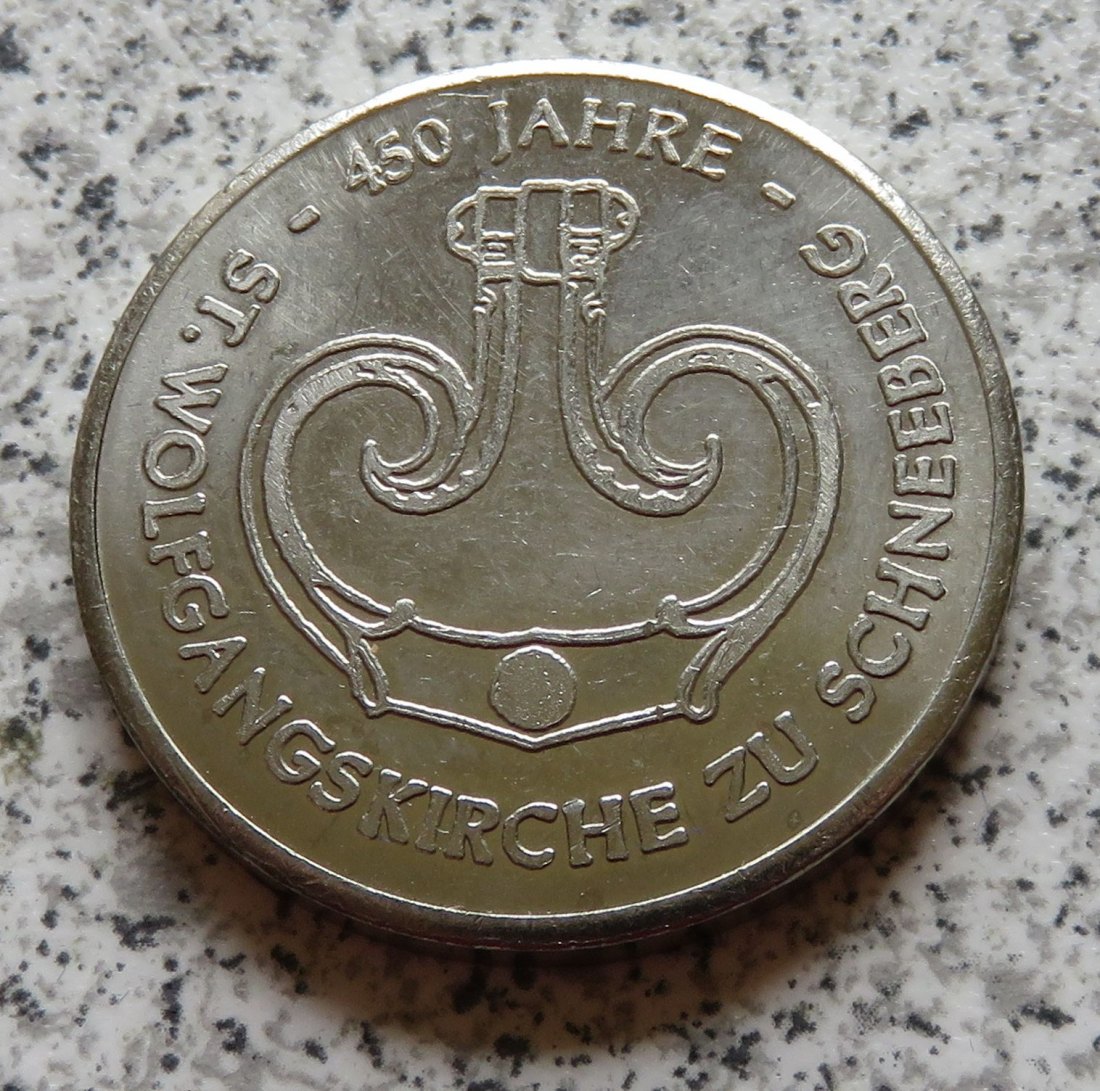 - 450 JAHRE -
ST. WOLFGANGSKIRCHE ZU SCHNEEBERG